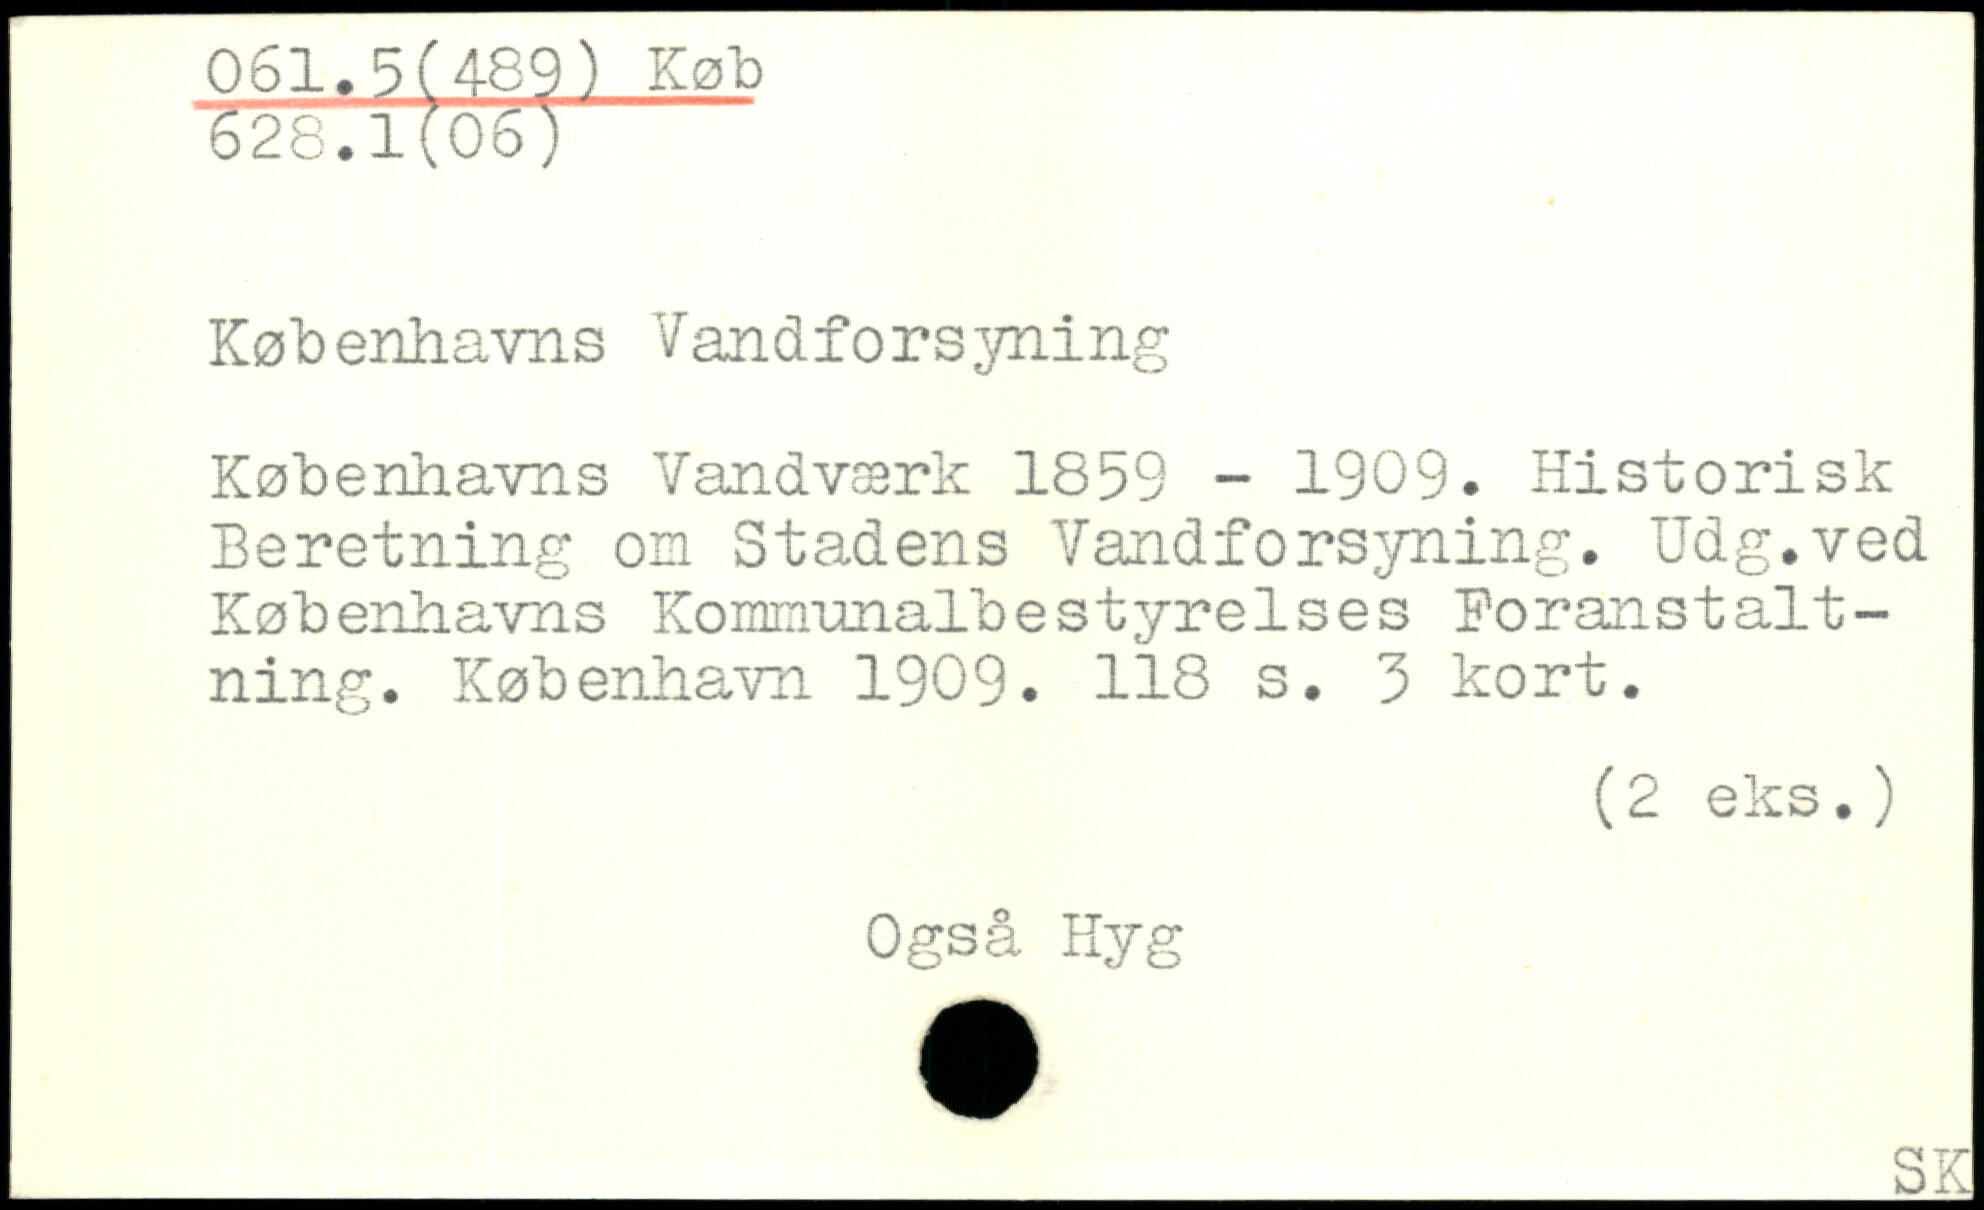 061.5(489) Køb
628.1(06)
Københavns Vandforsyning
Københavns Vandværk 1859 - 1909. Historisk
Beretning om Stadens Vandforsyning. Udg.ved
Københavns Kommunalbestyrelses Foranstalt-
ning. København 1909. 118 s. 3 kort.
(2 eks.)
Også Hyg
SK